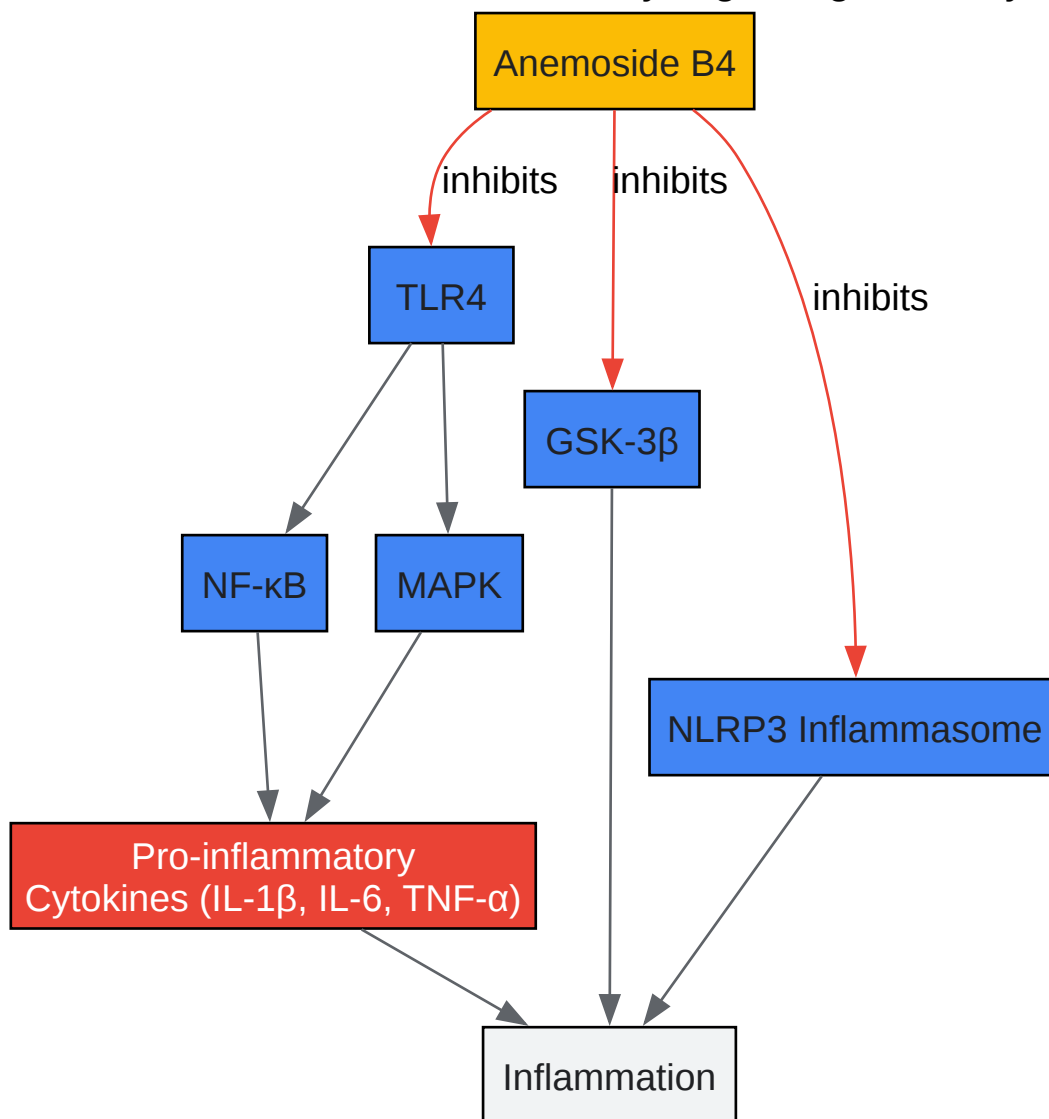 Anemoside B4
inhibits
inhibits
TLR4
inhibits
GSK-3β
NF-κB
MAPK
NLRP3 Inflammasome
Pro-inflammatory
Cytokines (IL-1β, IL-6, TNF-α)
Inflammation